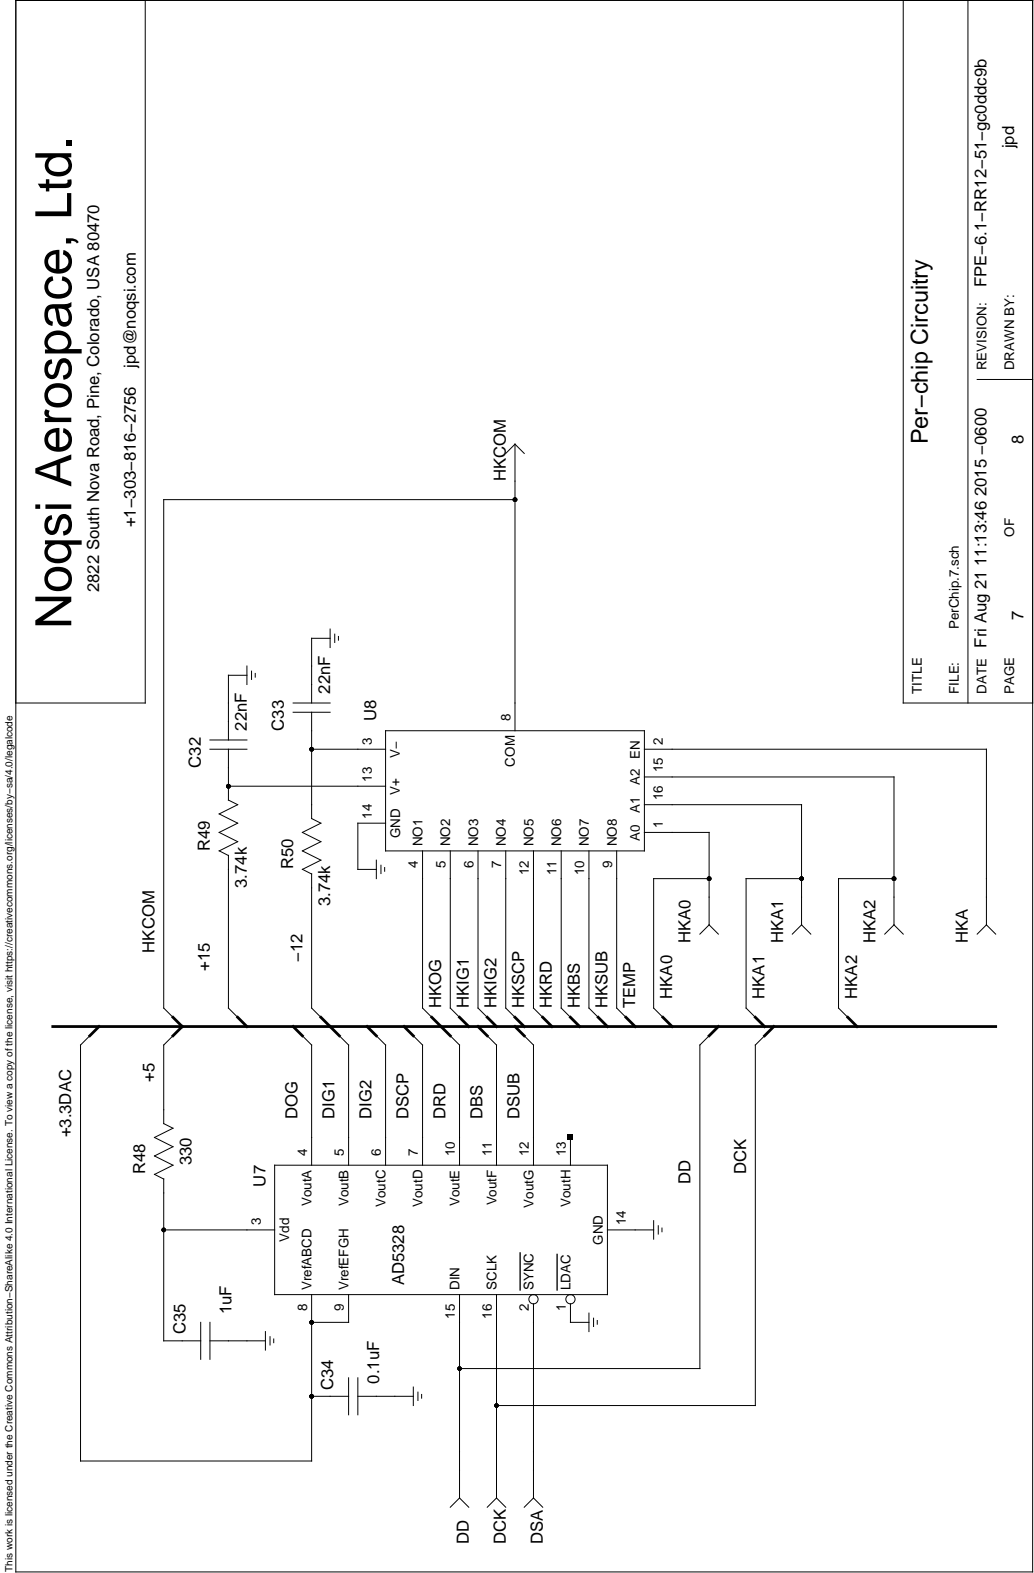 This work is licensed under the Creative Commons Attribution−ShareAlike 4.0 International License. To view a copy of the license, visit https://creativecommons.org/licenses/by−sa/4.0/legalcode
Noqsi Aerospace, Ltd.
2822 South Nova Road, Pine, Colorado, USA 80470
+1−303−816−2756 jpd@noqsi.com
+3.3DAC
+5
R48
330
C35
1uF
C34
0.1uF
U7
3
Vdd
8
VrefABCD
9
VrefEFGH
AD5328
15
DIN
16
SCLK
2
SYNC
1
LDAC
GND
14
VoutA
4
DOG
VoutB
5
DIG1
VoutC
6
DIG2
VoutD
7
DSCP
VoutE
10
DRD
VoutF
11
DBS
VoutG
12
DSUB
VoutH
13
DD
DCK
DD
DCK
DSA
HKCOM
+15
R49
3.74k
C32
22nF
−12
R50
3.74k
C33
22nF
U8
14
GND
13
V+
3
V−
HKOG
4
NO1
HKIG1
5
NO2
HKIG2
6
NO3
HKSCP
7
NO4
HKRD
12
NO5
HKBS
11
NO6
HKSUB
10
NO7
TEMP
9
NO8
COM
8
HKCOM
A0
1
A1
16
A2
15
EN
2
HKA0
HKA0
HKA1
HKA1
HKA2
HKA2
HKA
TITLE
Per−chip Circuitry
FILE: PerChip.7.sch
REVISION: FPE−6.1−RR12−51−gc0ddc9b
DATE Fri Aug 21 11:13:46 2015 −0600
PAGE 7 OF 8
DRAWN BY: jpd